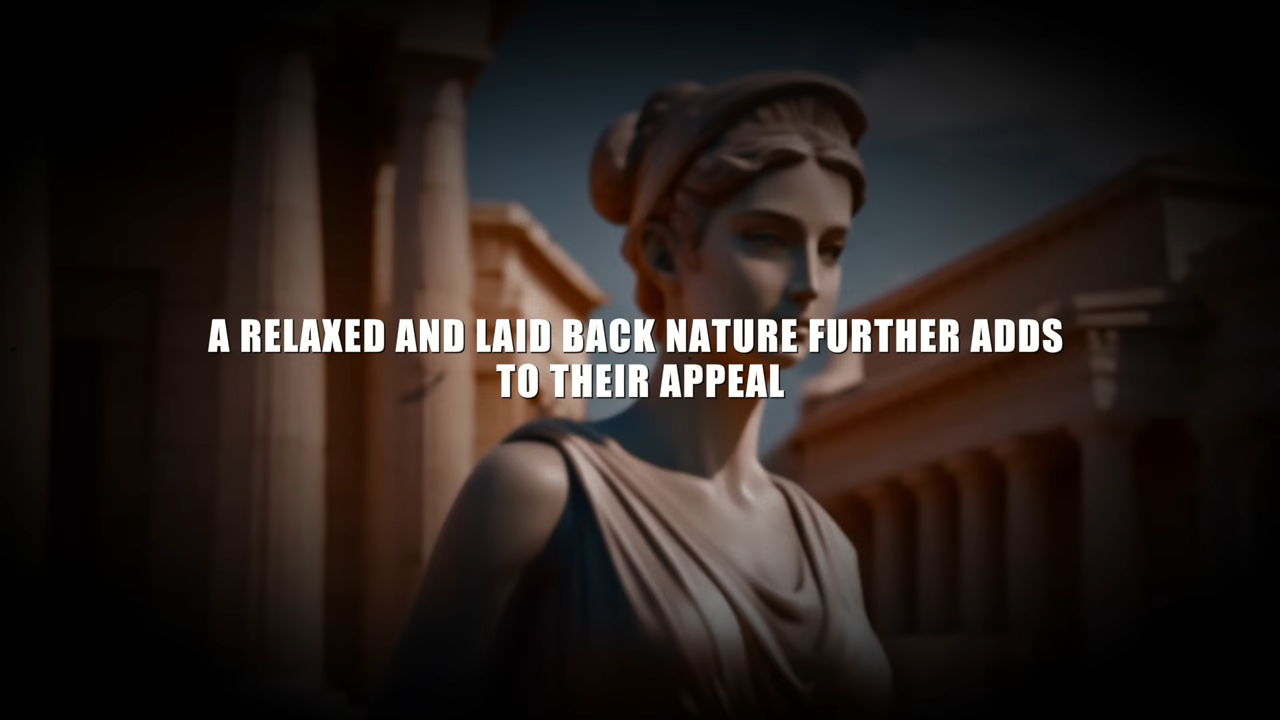 A RELAXED AND LAID BACK NATURE FURTHER ADDS
TO THEIR APPEAL